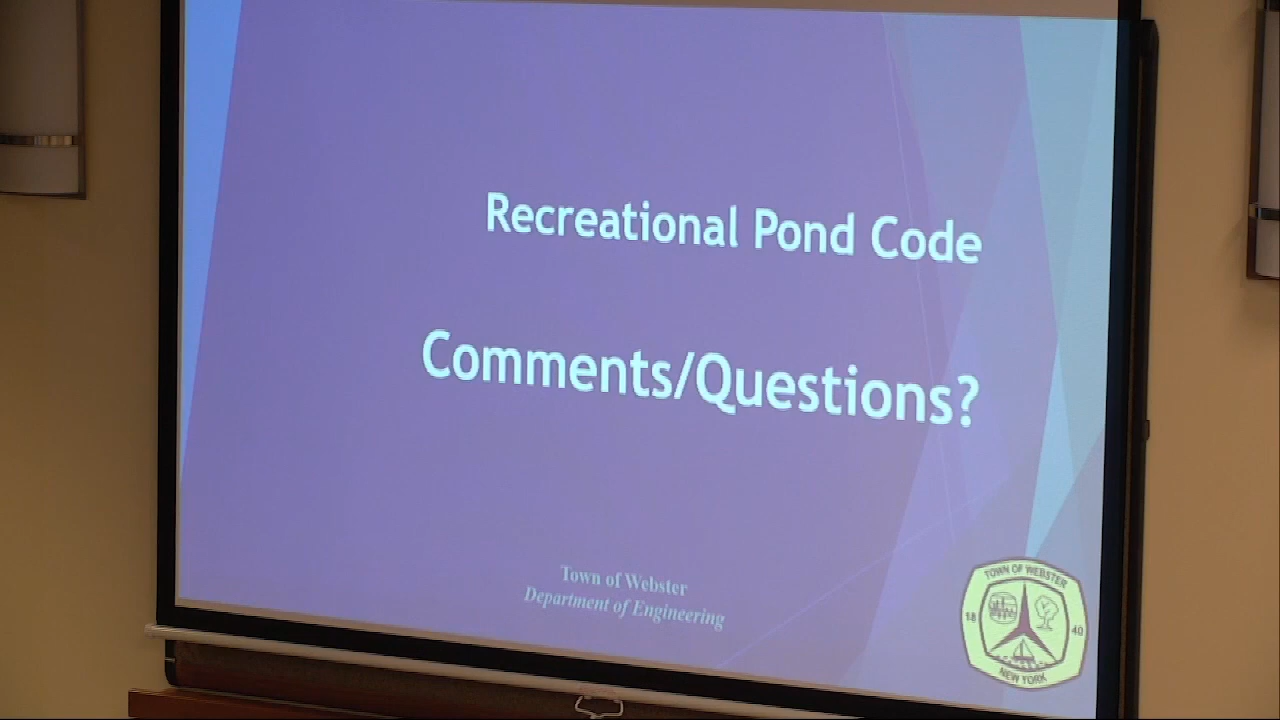 Recreational Pond Code
Comments/Questions?
Town of Webster
Department of Engineering
TOWN OF WEBSTER
18 40
NEW YORK